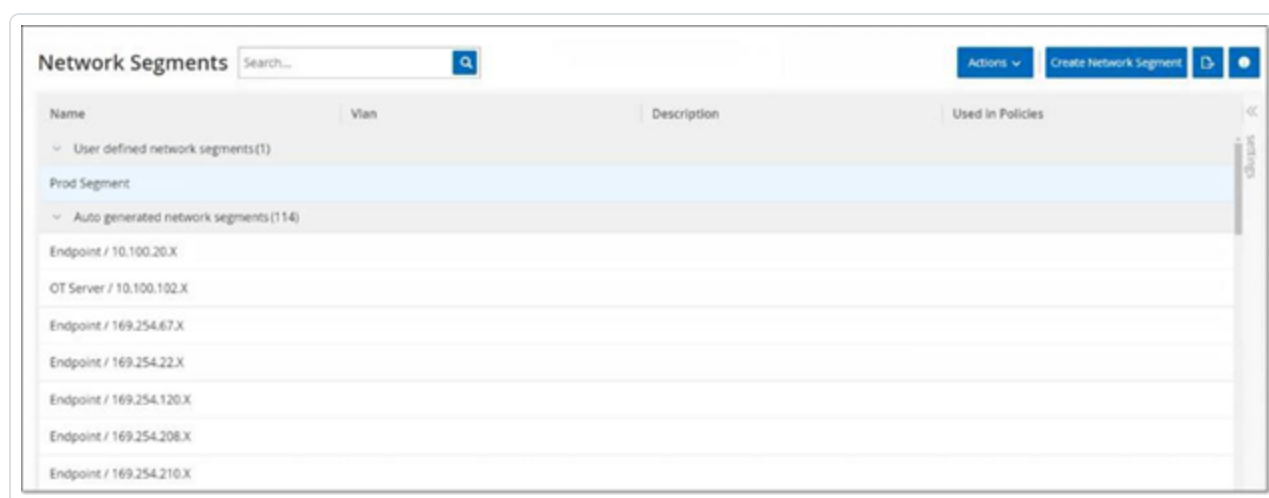 Network Segments Search... Actions Create Network Segment
Name Vlan Description Used in Policies
settings
User defined network segments(1)
Prod Segment
Auto generated network segments(114)
Endpoint / 10.100.20.X
OT Server / 10.100.102.X
Endpoint / 169.254.67.X
Endpoint / 169.254.22.X
Endpoint / 169.254.120.X
Endpoint / 169.254.208.X
Endpoint / 169.254.210.X